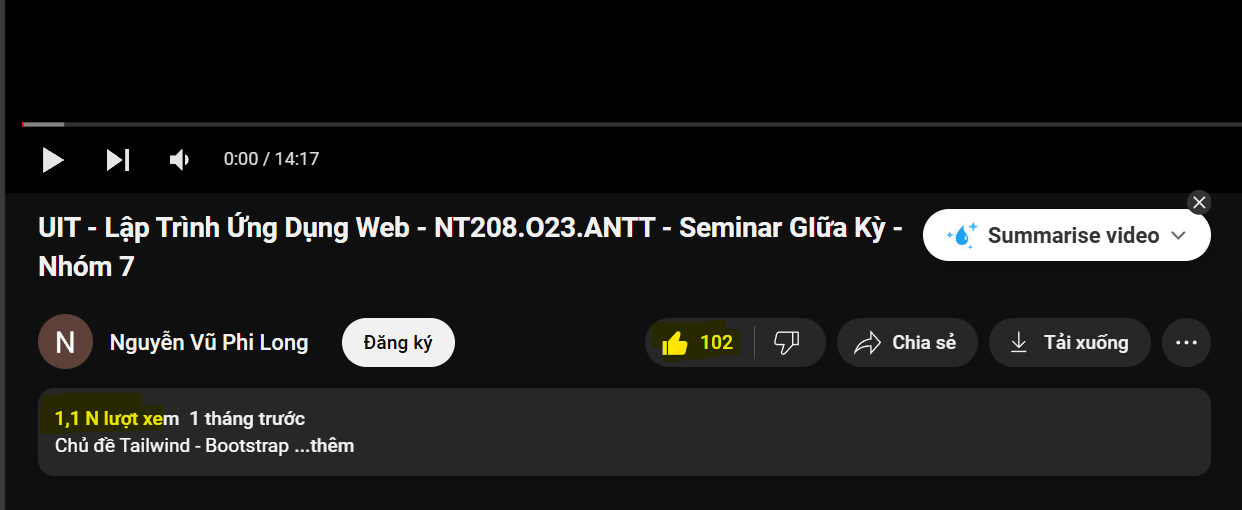 0:00 / 14:17
UIT - Lập Trình Ứng Dụng Web - NT208.O23.ANTT - Seminar GIữa Kỳ -
Nhóm 7
Summarise video
N
Nguyễn Vũ Phi Long
Đăng ký
102
Chia sẻ
Tải xuống
1,1 N lượt xem 1 tháng trước
Chủ đề Tailwind - Bootstrap ...thêm